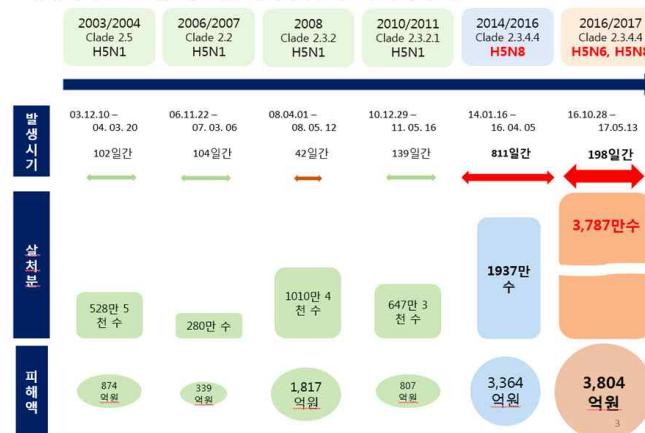 2003/2004
Clade 2.5
H5N1
2006/2007
Clade 2.2
H5N1
2008
Clade 2.3.2
H5N1
2010/2011
Clade 2.3.2.1
H5N1
2014/2016
Clade 2.3.4.4
H5N8
2016/2017
Clade 2.3.4.4
H5N6, H5N8
발생시기
03.12.10 –
04. 03. 20
102일간
06.11.22 –
07. 03. 06
104일간
08.04.01 –
08. 05. 12
42일간
10.12.29 –
11. 05. 16
139일간
14.01.16 –
16. 04. 05
811일간
16.10.28 –
17.05.13
198일간
살처분
528만 5
천 수
280만 수
1010만 4
천 수
647만 3
천 수
1937만
수
3,787만수
피해액
874
억원
339
억원
1,817
억원
807
억원
3,364
억원
3,804
억원
3